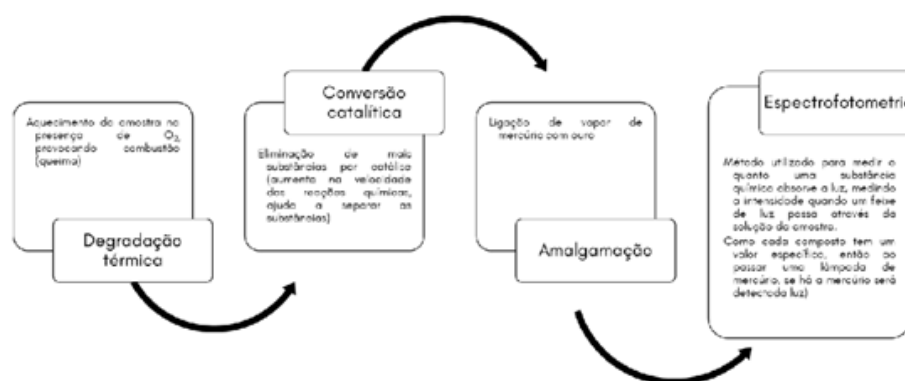 Aquecimento da amostra na
presença de O₂,
provocando combustão
(queima)
Degradação
térmica
Conversão
catalítica
Eliminação de mais
substâncias por catálise
(aumento na velocidade
das reações químicas,
ajuda a separar as
substâncias)
Ligação de vapor de
mercúrio com ouro
Amalgamação
Espectrofotometri
Método utilizado para medir o
quanto uma substância
química absorve a luz, medindo
a intensidade quando um feixe
de luz passa através da
solução da amostra.
Como cada composto tem um
valor específico, então ao
passar uma lâmpada de
mercúrio, se há a mercúrio será
detectada luz)